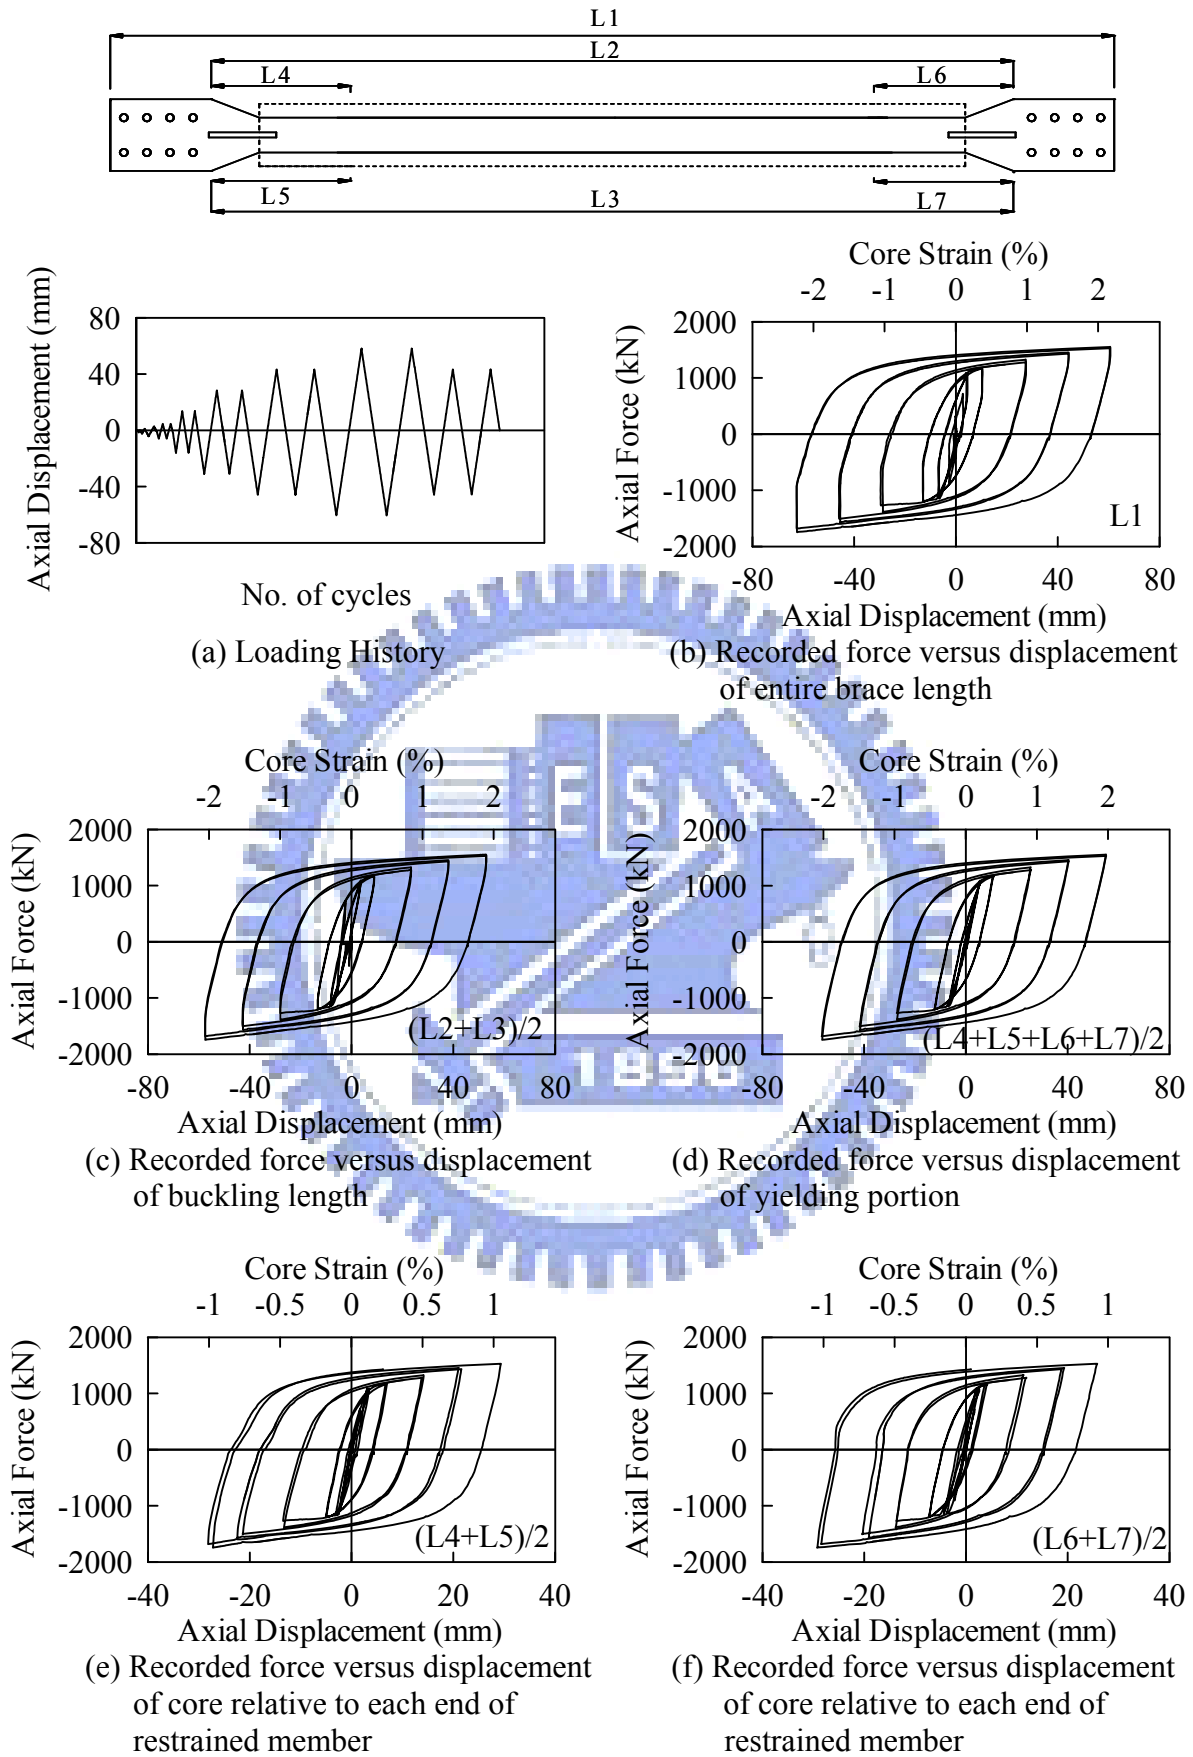 L1
L2
L4
L6
L5
L3
L7
Axial Displacement (mm)
80
40
0
-40
-80
No. of cycles
(a) Loading History
Core Strain (%)
-2 -1 0 1 2
Axial Force (kN)
2000
1000
0
-1000
-2000
L1
-80 -40 0 40 80
Axial Displacement (mm)
(b) Recorded force versus displacement
of entire brace length
Core Strain (%)
-2 -1 0 1 2
Axial Force (kN)
2000
1000
0
-1000
-2000
(L2+L3)/2
-80 -40 0 40 80
Axial Displacement (mm)
(c) Recorded force versus displacement
of buckling length
Core Strain (%)
-2 -1 0 1 2
Axial Force (kN)
2000
1000
0
-1000
-2000
(L4+L5+L6+L7)/2
-80 -40 0 40 80
Axial Displacement (mm)
(d) Recorded force versus displacement
of yielding portion
E S A
1896
Core Strain (%)
-1 -0.5 0 0.5 1
Axial Force (kN)
2000
1000
0
-1000
-2000
(L4+L5)/2
-40 -20 0 20 40
Axial Displacement (mm)
(e) Recorded force versus displacement
of core relative to each end of
restrained member
Core Strain (%)
-1 -0.5 0 0.5 1
Axial Force (kN)
2000
1000
0
-1000
-2000
(L6+L7)/2
-40 -20 0 20 40
Axial Displacement (mm)
(f) Recorded force versus displacement
of core relative to each end of
restrained member